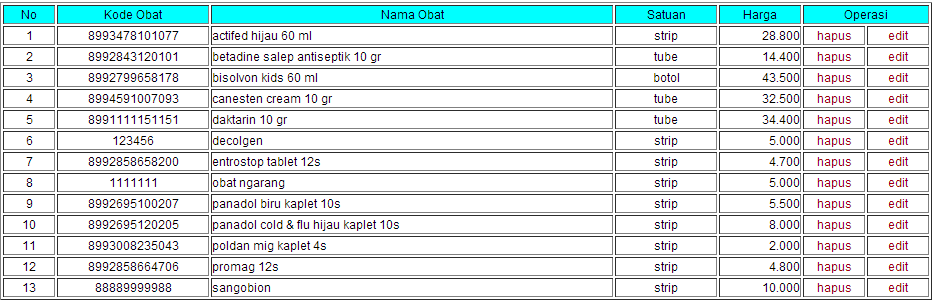 No Kode Obat Nama Obat Satuan Harga Operasi
1 8993478101077 actifed hijau 60 ml strip 28.800 hapus edit
2 8992843120101 betadine salep antiseptik 10 gr tube 14.400 hapus edit
3 8992799658178 bisolvon kids 60 ml botol 43.500 hapus edit
4 8994591007093 canesten cream 10 gr tube 32.500 hapus edit
5 8991111151151 daktarin 10 gr tube 34.400 hapus edit
6 123456 decolgen strip 5.000 hapus edit
7 8992858658200 entrostop tablet 12s strip 4.700 hapus edit
8 1111111 obat ngarang strip 5.000 hapus edit
9 8992695100207 panadol biru kaplet 10s strip 5.500 hapus edit
10 8992695120205 panadol cold & flu hijau kaplet 10s strip 8.000 hapus edit
11 8993008235043 poldan mig kaplet 4s strip 2.000 hapus edit
12 8992858664706 promag 12s strip 4.800 hapus edit
13 88889999988 sangobion strip 10.000 hapus edit